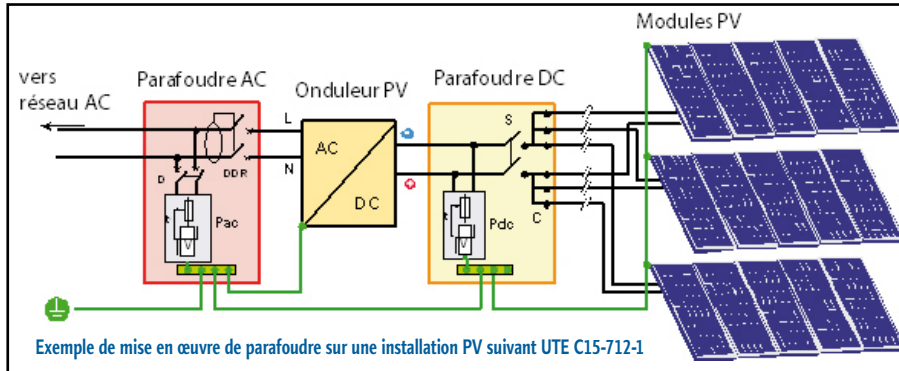 Modules PV
vers
réseau AC
Parafoudre AC
Onduleur PV
Parafoudre DC
L
N
AC
DC
S
D
DDR
t
Pac
V
t
Pdc
V
C
Exemple de mise en œuvre de parafoudre sur une installation PV suivant UTE C15-712-1